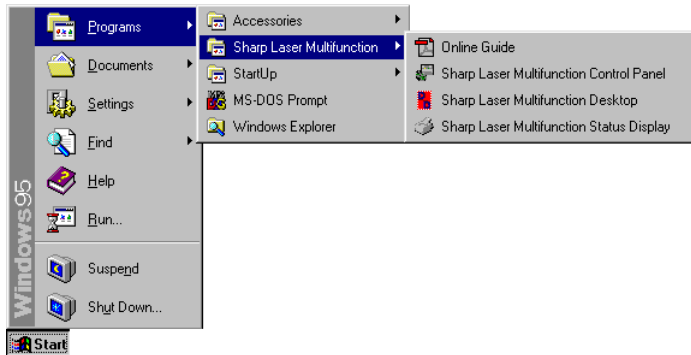 Programs
Documents
Settings
Find
Help
Run...
Suspend
Shut Down...
Windows95
Start
Accessories
Sharp Laser Multifunction
StartUp
MS-DOS Prompt
Windows Explorer
Online Guide
Sharp Laser Multifunction Control Panel
Sharp Laser Multifunction Desktop
Sharp Laser Multifunction Status Display